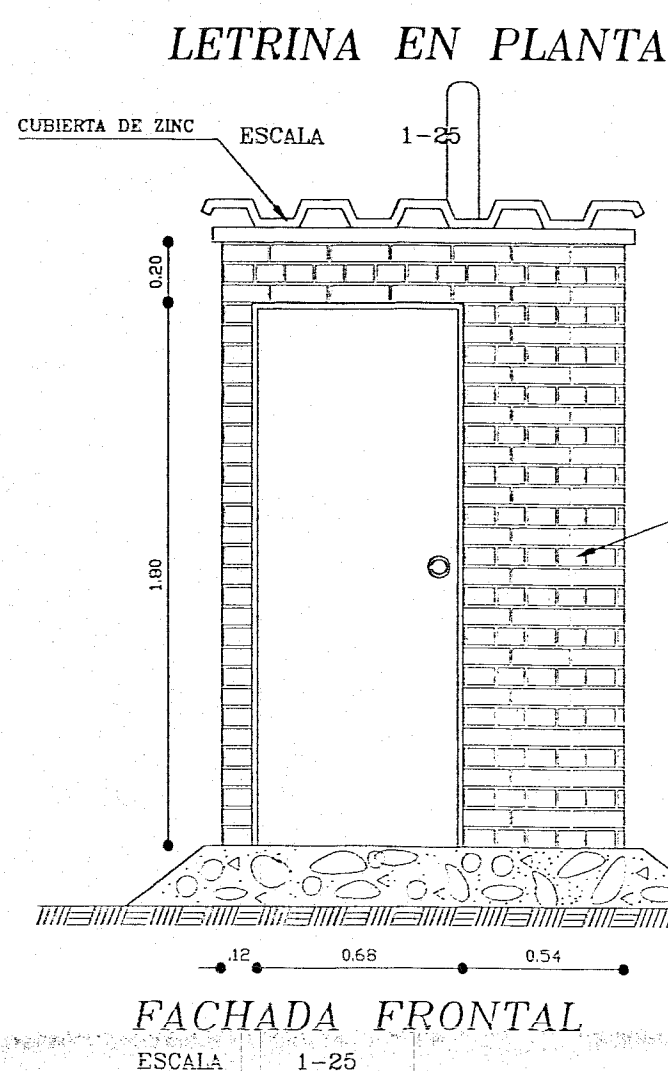 LETRINA EN PLANTA
CUBIERTA DE ZINC
ESCALA 1-25
0.20
1.80
.12 0.68 0.54
FACHADA FRONTAL
ESCALA 1-25